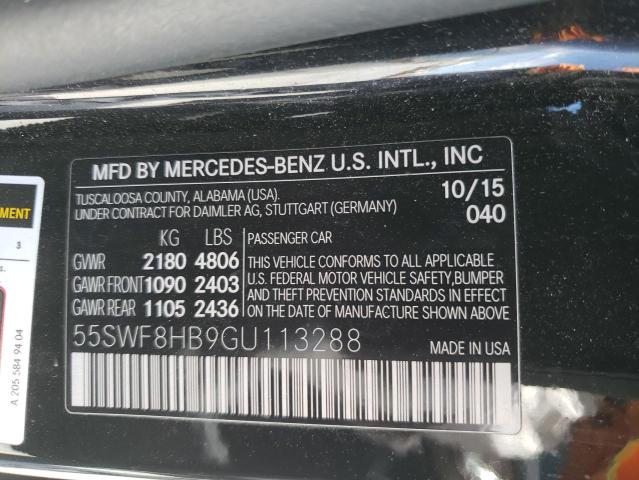 MFD BY MERCEDES-BENZ U.S. INTL., INC
TUSCALOOSA COUNTY, ALABAMA (USA). 10/15
UNDER CONTRACT FOR DAIMLER AG, STUTTGART (GERMANY) 040
KG LBS PASSENGER CAR
GVWR 2180 4806 THIS VEHICLE CONFORMS TO ALL APPLICABLE
GAWR FRONT 1090 2403 U.S. FEDERAL MOTOR VEHICLE SAFETY, BUMPER
AND THEFT PREVENTION STANDARDS IN EFFECT
GAWR REAR 1105 2436 ON THE DATE OF MANUFACTURE SHOWN ABOVE
55SWF8HB9GU113288 MADE IN USA
A 205 584 94 04